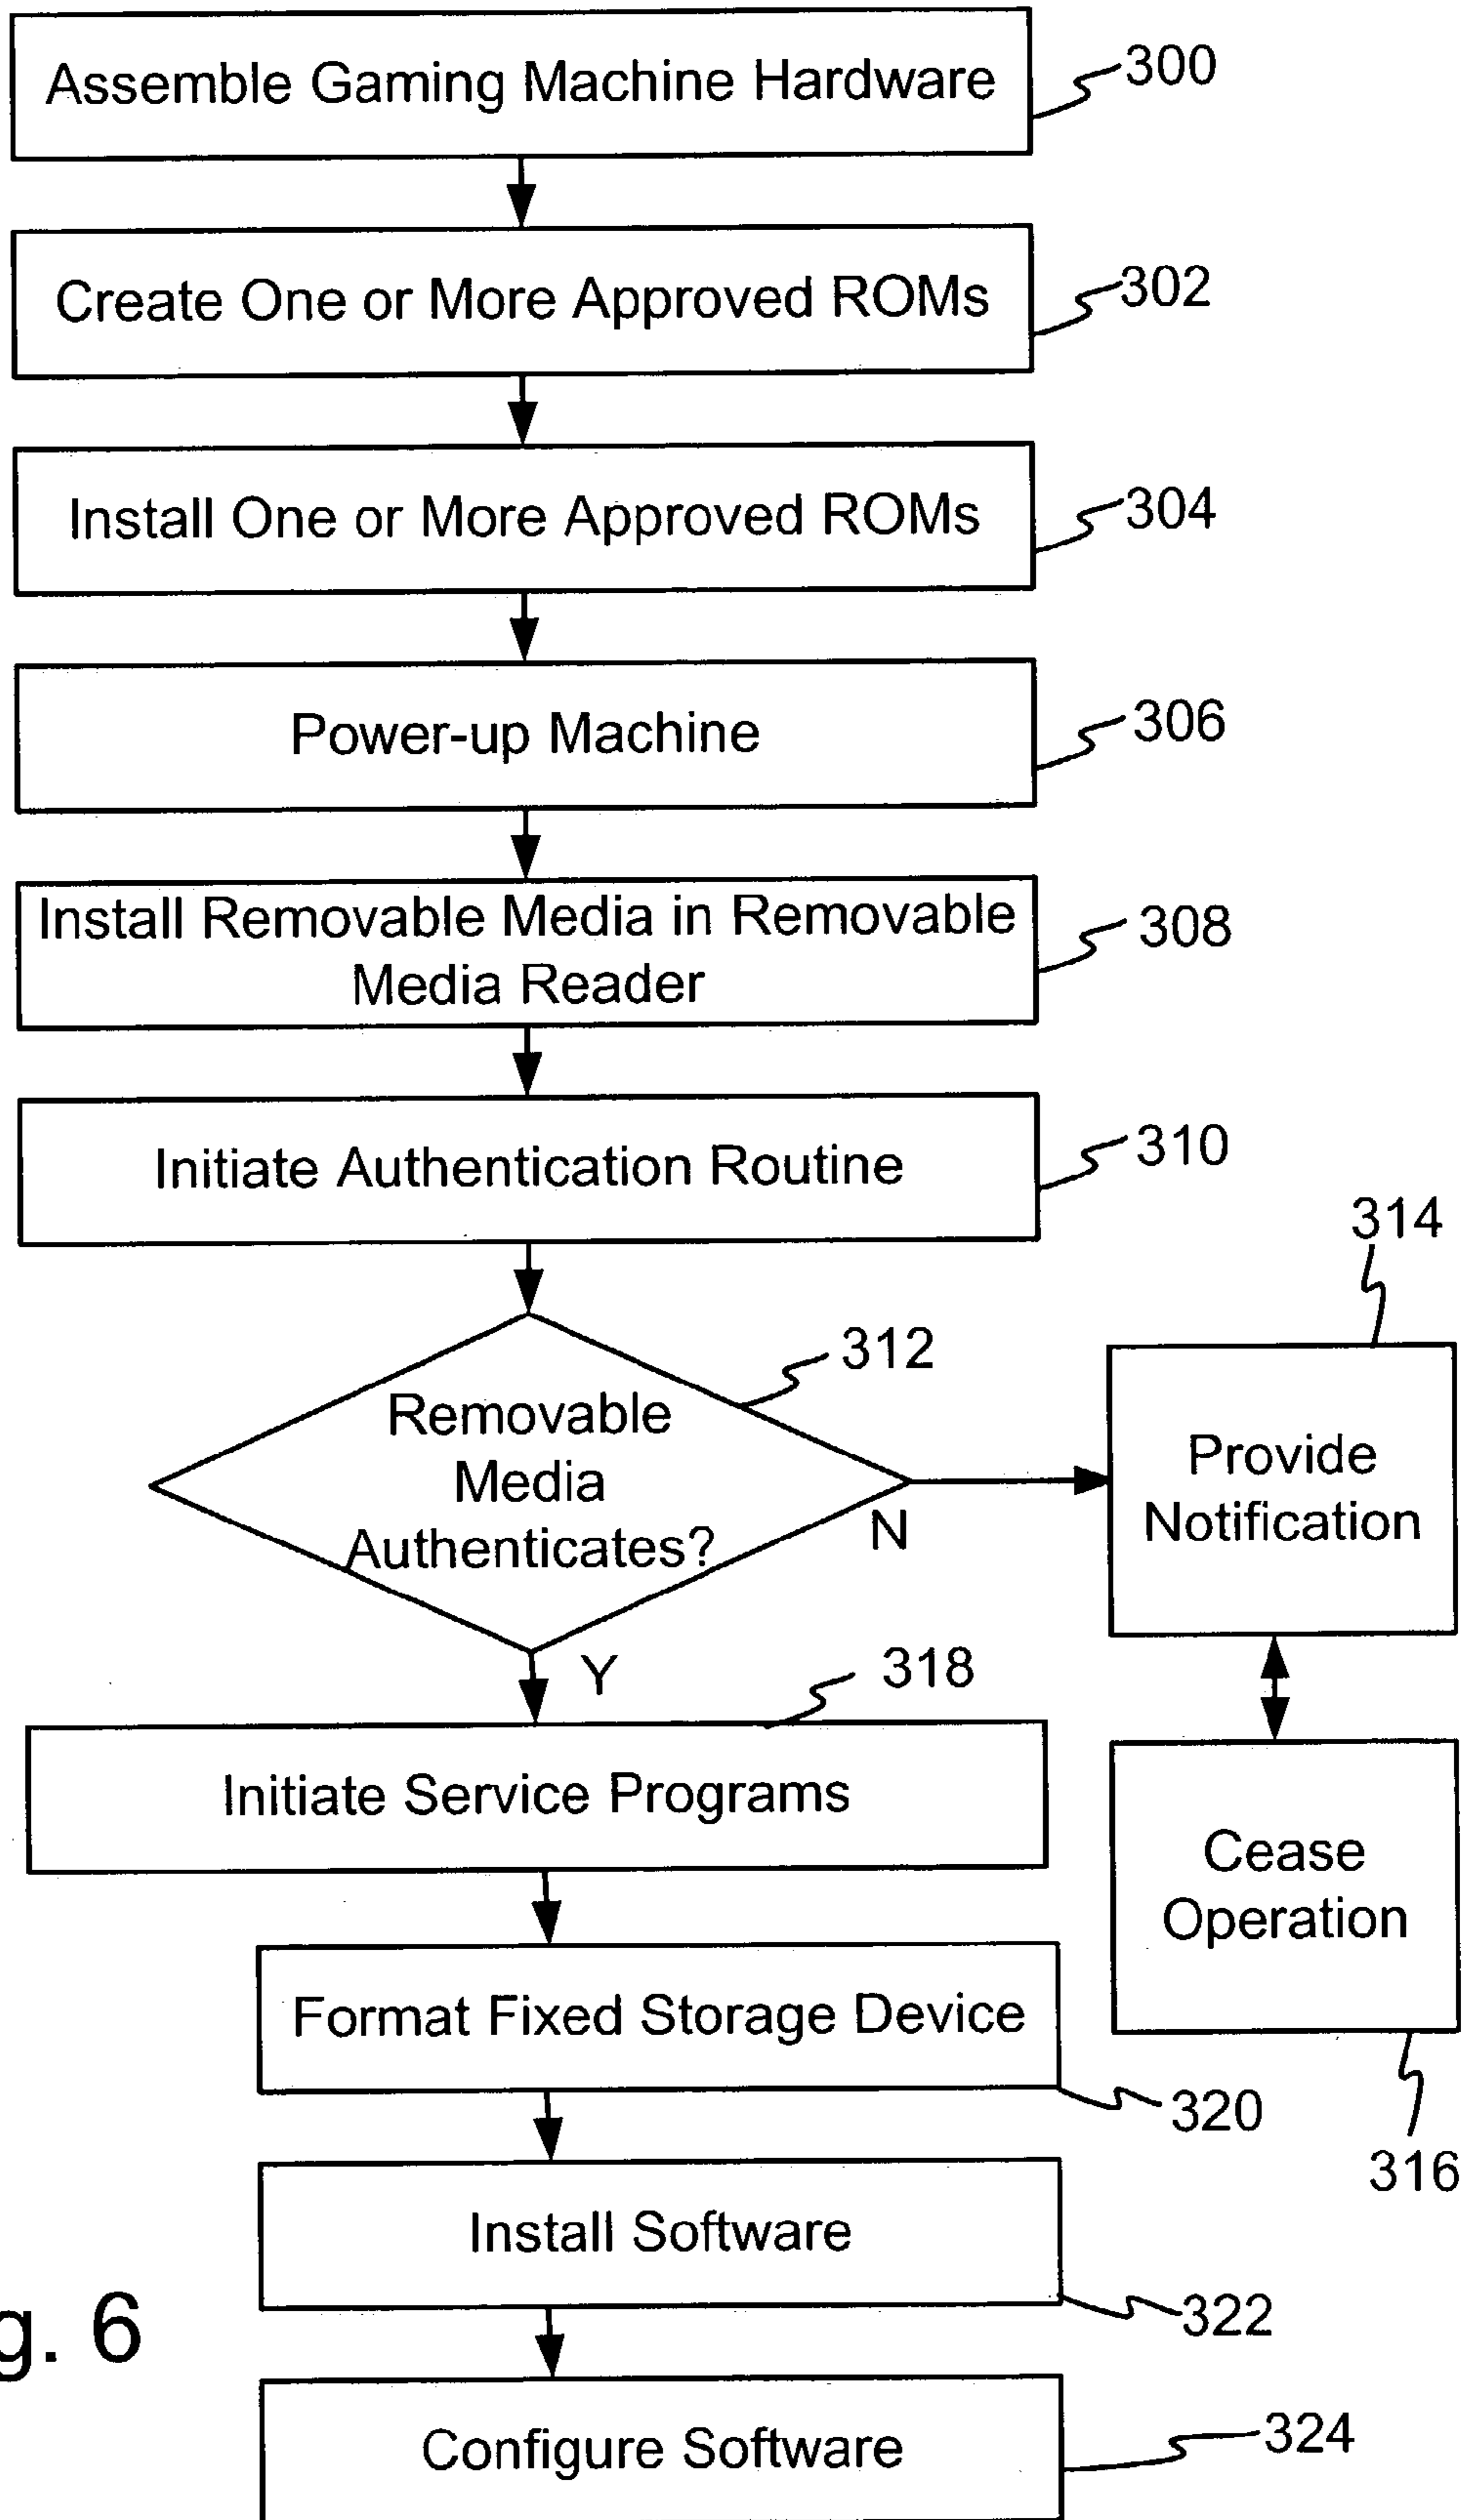 Assemble Gaming Machine Hardware
300
Create One or More Approved ROMs
302
Install One or More Approved ROMs
304
Power-up Machine
306
Install Removable Media in Removable
Media Reader
308
Initiate Authentication Routine
310
314
312
Removable
Media
Authenticates?
N
Provide
Notification
Y
318
Initiate Service Programs
Cease
Operation
Format Fixed Storage Device
320
316
Install Software
322
g. 6
Configure Software
324